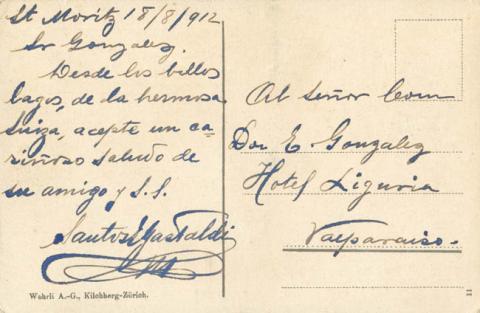 St Moritz 18/8/912
Sr Gonzalez.
Desde los bellos
lagos, de la hermosa
Suiza, acepte un ca-
riñoso saludo de
su amigo y S.S.
Santos Gastaldi
Wehrli A.-G., Kilchberg-Zürich.
Al Señor Com
Don E Gonzalez
Hotel Liguria
Valparaiso.
11